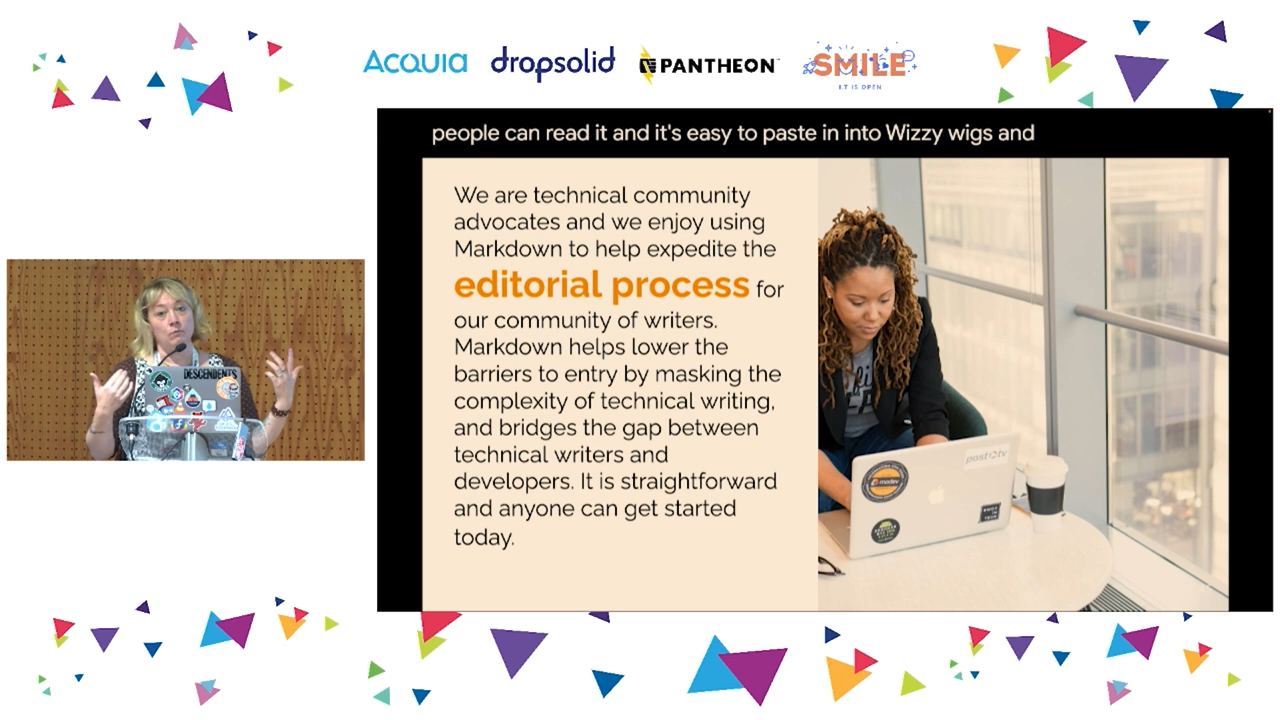 ACQUIA dropsolid PANTHEON SMILE
I.T IS OPEN
people can read it and it's easy to paste in into Wizzy wigs and
We are technical community
advocates and we enjoy using
Markdown to help expedite the
editorial process for
our community of writers.
Markdown helps lower the
barriers to entry by masking the
complexity of technical writing,
and bridges the gap between
technical writers and
developers. It is straightforward
and anyone can get started
today.
DESCENDENTS